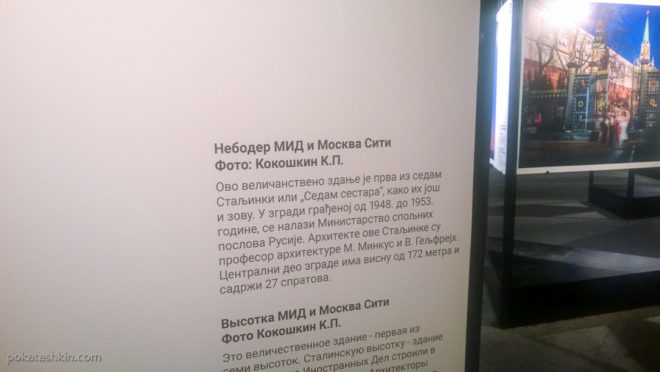 Небодер МИД и Москва Сити
Фото: Кокошкин К.П.
Ово величанствено здање је прва из седам
Стаљинки или „Седам сестара", како их још
и зову. У згради грађеној од 1948. до 1953.
године, се налази Министарство спољних
послова Русије. Архитекте ове Стаљинке су
професор архитектуре М. Минкус и В. Гељфрејх.
Централни део зграде има висну од 172 метра и
садржи 27 спратова.
Высотка МИД и Москва Сити
Фото Кокошкин К.П.
Это величественное здание - первая из
семи высоток. Сталинскую высотку - здание
Иностранных Дел строили в
Архитекторы
pokatashkin.com